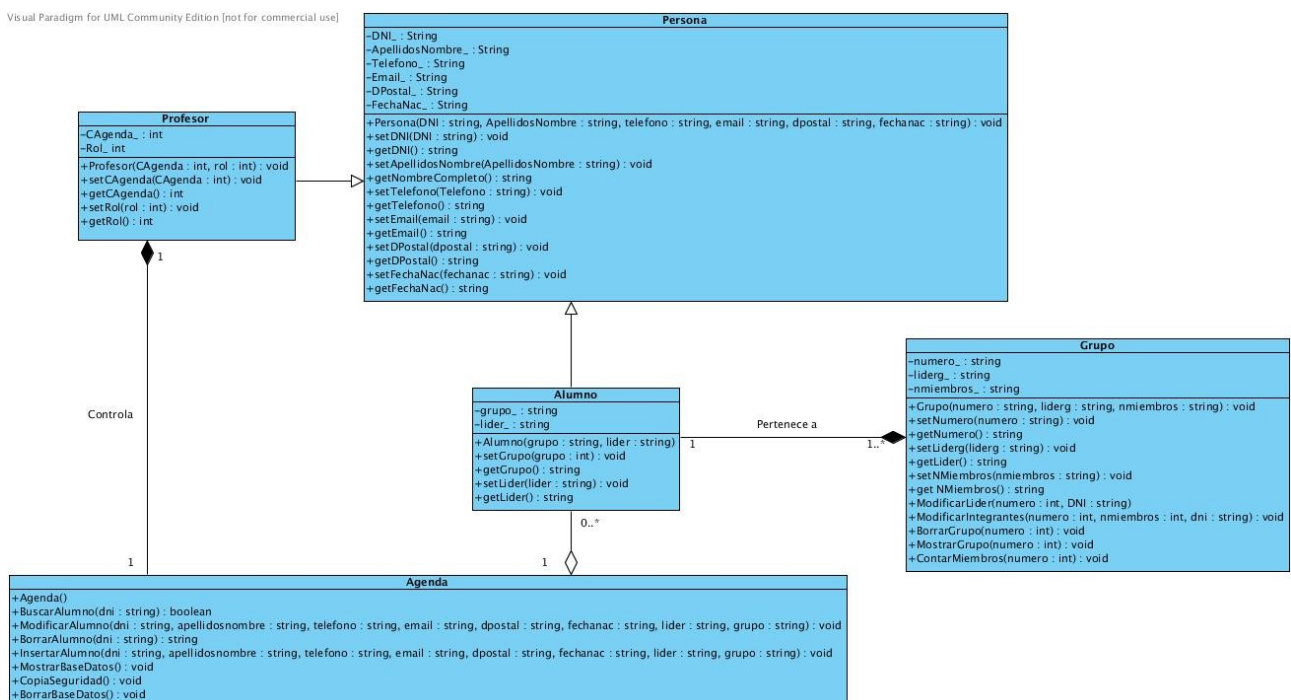 Visual Paradigm for UML Community Edition [not for commercial use]
Persona
-DNI_ : String
-ApellidosNombre_ : String
-Telefono_ : String
-Email_ : String
-DPostal_ : String
-FechaNac_ : String
+Persona(DNI : string, ApellidosNombre : string, telefono : string, email : string, dpostal : string, fechanac : string) : void
+setDNI(DNI : string) : void
+getDNI() : string
+setApellidosNombre(ApellidosNombre : string) : void
+getNombreCompleto() : string
+setTelefono(Telefono : string) : void
+getTelefono() : string
+setEmail(email : string) : void
+getEmail() : string
+setDPostal(dpostal : string) : void
+getDPostal() : string
+setFechaNac(fechanac : string) : void
+getFechaNac() : string
Profesor
-CAgenda_ : int
-Rol_ int
+Profesor(CAgenda : int, rol : int) : void
+setCAgenda(CAgenda : int) : void
+getCAgenda() : int
+setRol(rol : int) : void
+getRol() : int
1
Controla
1
Alumno
-grupo_ : string
-lider_ : string
+Alumno(grupo : string, lider : string)
+setGrupo(grupo : int) : void
+getGrupo() : string
+setLider(lider : string) : void
+getLider() : string
1
Pertenece a
1..*
0..*
1
Grupo
-numero_ : string
-liderg_ : string
-nmiembros_ : string
+Grupo(numero : string, liderg : string, nmiembros : string) : void
+setNumero(numero : string) : void
+getNumero() : string
+setLiderg(liderg : string) : void
+getLider() : string
+setNMiembros(nmiembros : string) : void
+get NMiembros() : string
+ModificarLider(numero : int, DNI : string)
+ModificarIntegrantes(numero : int, nmiembros : int, dni : string) : void
+BorrarGrupo(numero : int) : void
+MostrarGrupo(numero : int) : void
+ContarMiembros(numero : int) : void
Agenda
+Agenda()
+BuscarAlumno(dni : string) : boolean
+ModificarAlumno(dni : string, apellidosnombre : string, telefono : string, email : string, dpostal : string, fechanac : string, lider : string, grupo : string) : void
+BorrarAlumno(dni : string) : string
+InsertarAlumno(dni : string, apellidosnombre : string, telefono : string, email : string, dpostal : string, fechanac : string, lider : string, grupo : string) : void
+MostrarBaseDatos() : void
+CopiaSeguridad() : void
+BorrarBaseDatos() : void